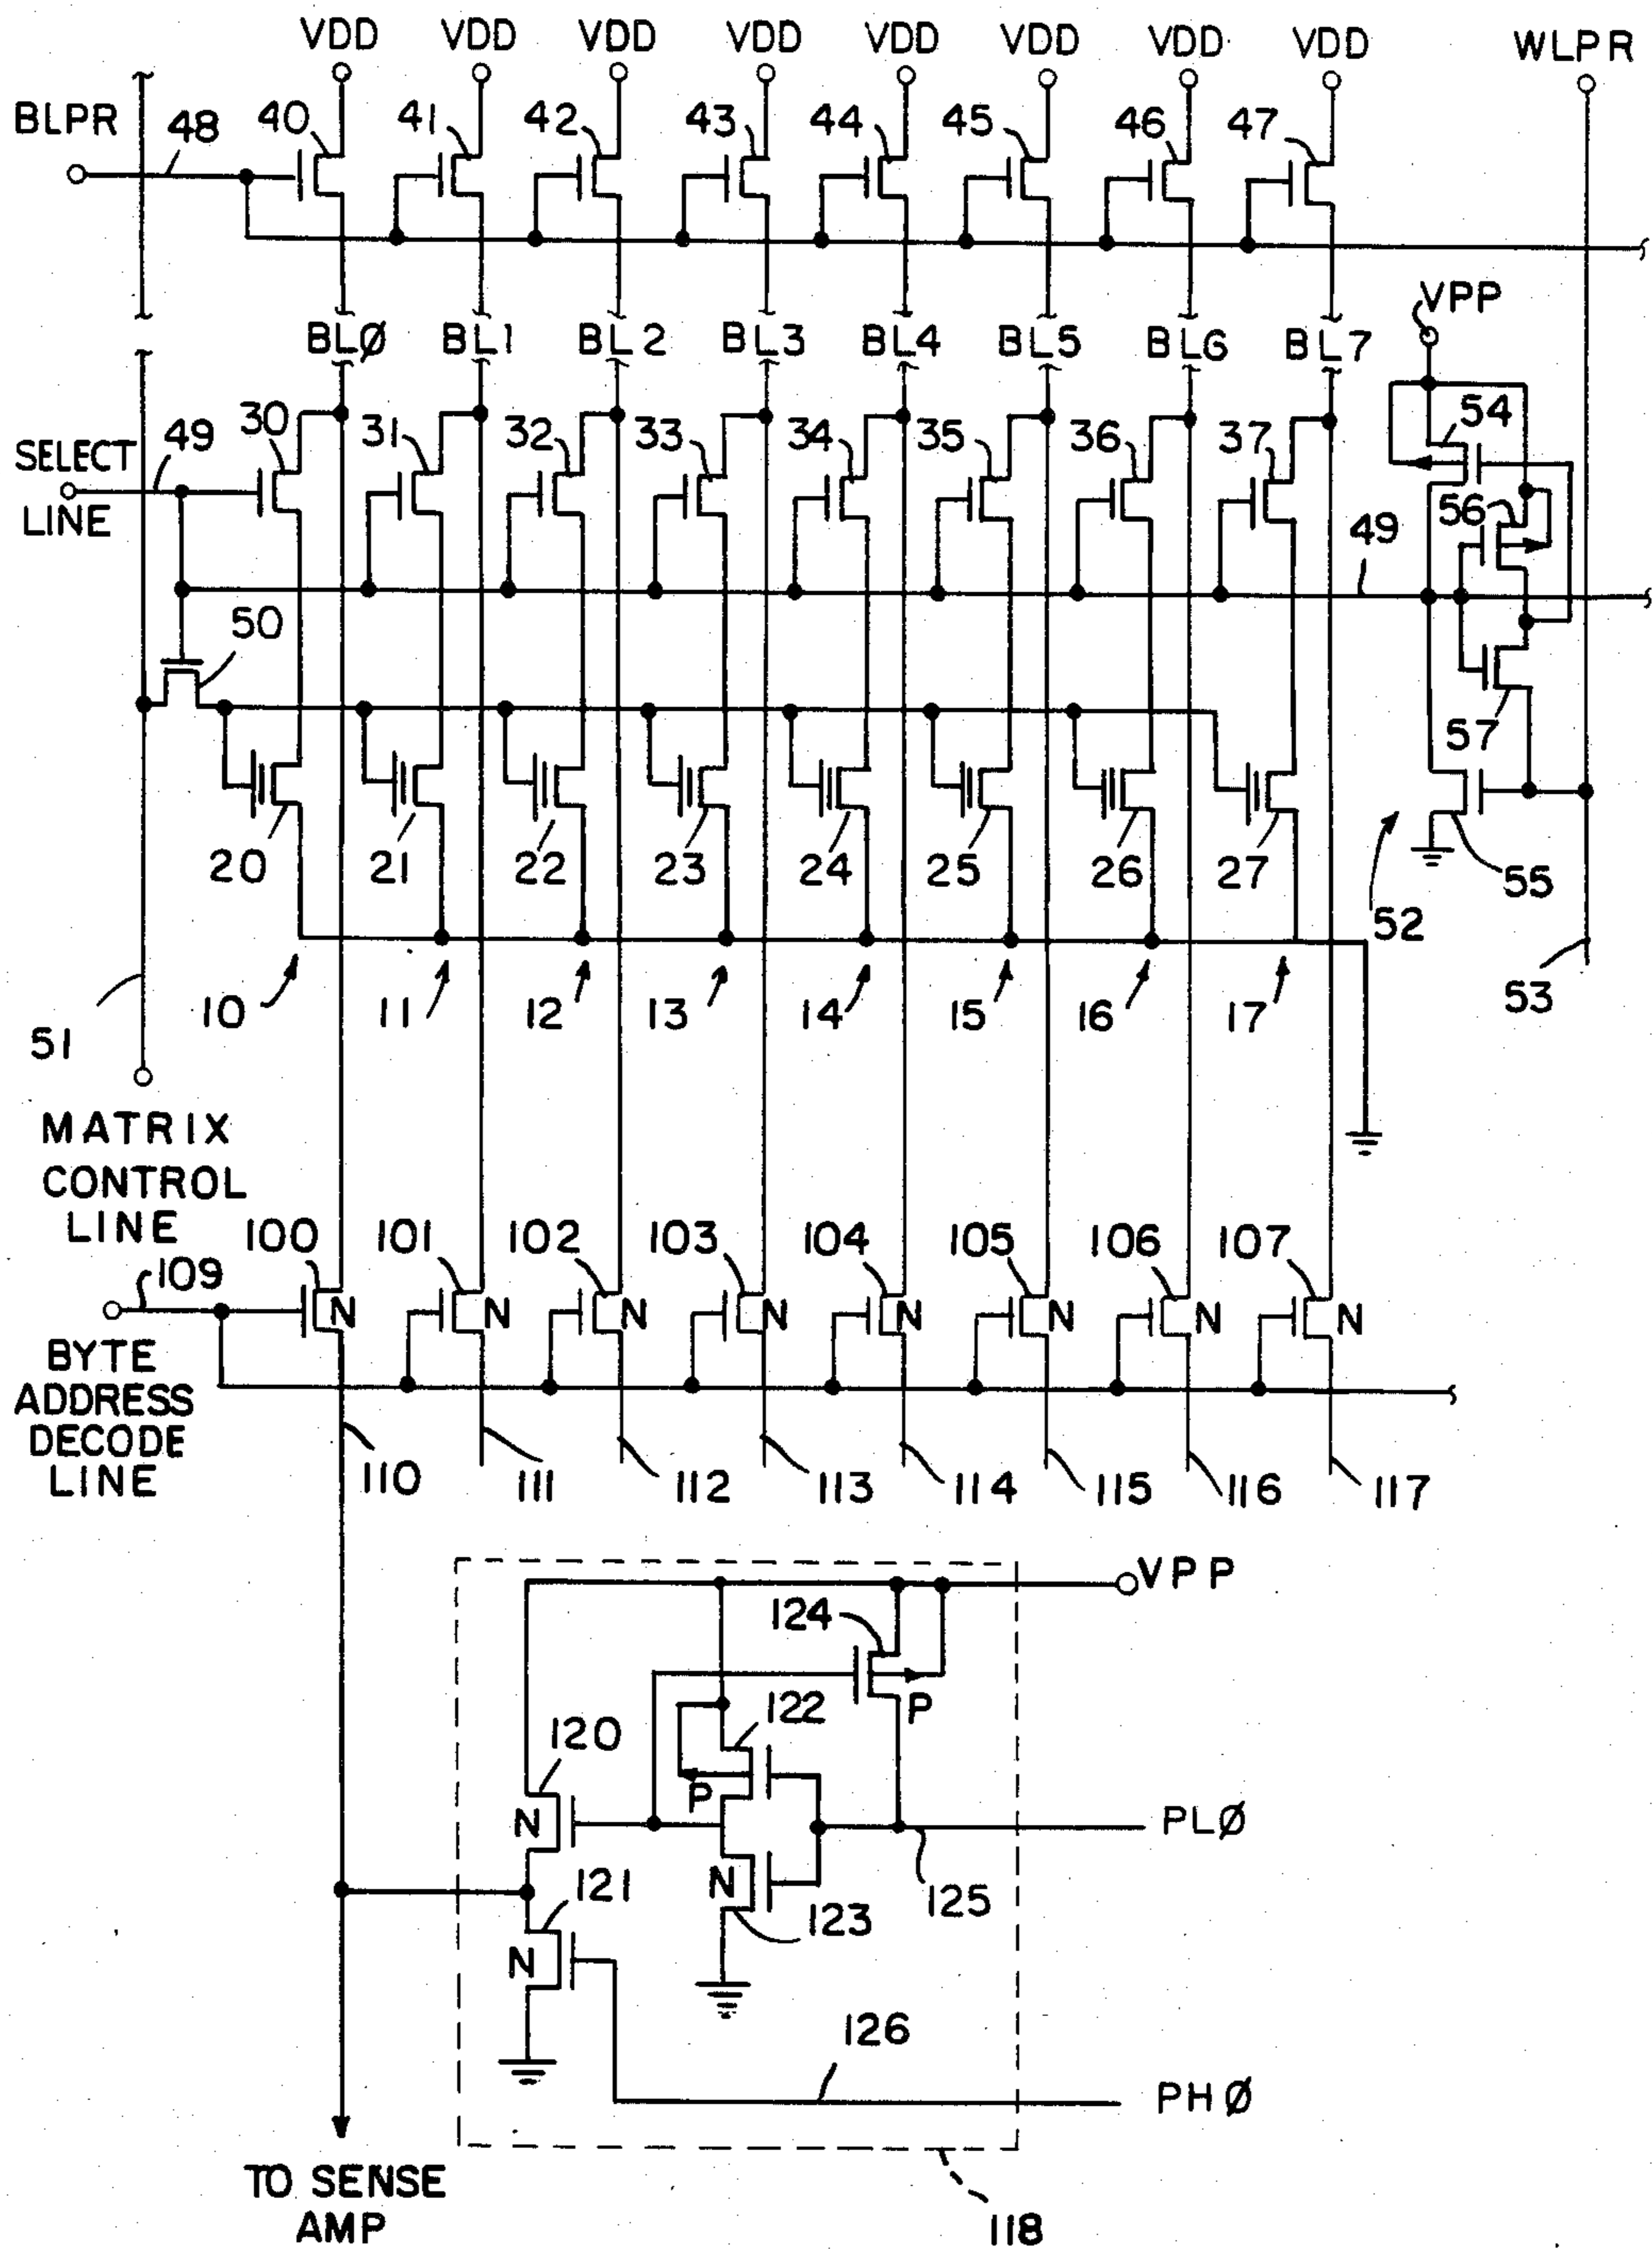 VDD VDD VDD VDD VDD VDD VDD VDD WLPR
BLPR 48 40 41 42 43 44 45 46 47
VPP
BLØ BL1 BL2 BL3 BL4 BL5 BL6 BL7
54
SELECT LINE 49 30 31 32 33 34 35 36 37
56
49
50
57
20 21 22 23 24 25 26 27
55
52
10 11 12 13 14 15 16 17 53
51
MATRIX
CONTROL
LINE
100 101 102 103 104 105 106 107
109
N N N N N N N N
BYTE
ADDRESS
DECODE
LINE
110 111 112 113 114 115 116 117
VPP
124
P
122
120
P
N
PLØ
N
121
125
123
N
126
PHØ
TO SENSE
AMP
118